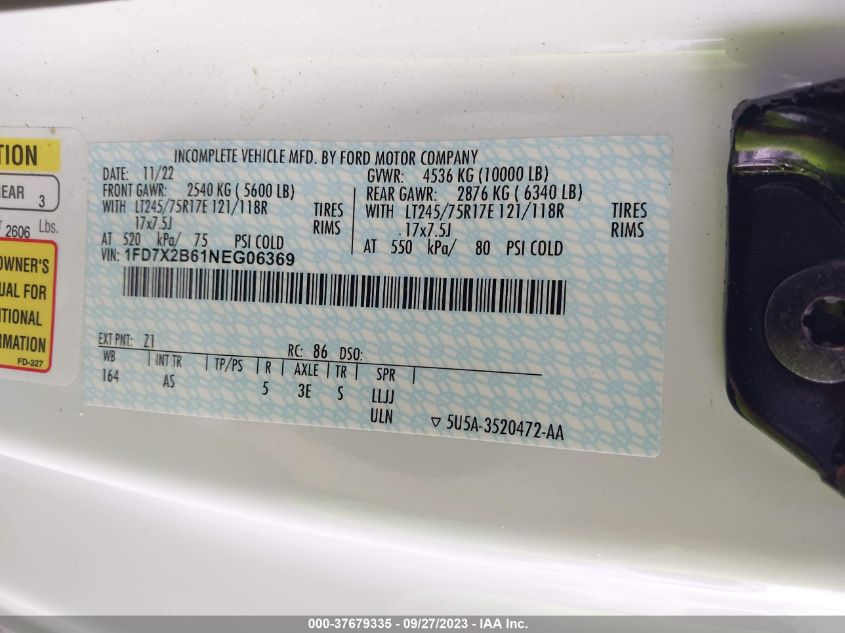 TION
REAR 3
2606 Lbs.
OWNER'S
UAL FOR
ITIONAL
RMATION
FD-327
INCOMPLETE VEHICLE MFD. BY FORD MOTOR COMPANY
DATE: 11/22 GVWR: 4536 KG (10000 LB)
FRONT GAWR: 2540 KG ( 5600 LB) REAR GAWR: 2876 KG ( 6340 LB)
WITH LT245/75R17E 121/118R TIRES WITH LT245/75R17E 121/118R TIRES
17x7.5J RIMS 17x7.5J RIMS
AT 520 kPa/ 75 PSI COLD AT 550 kPa/ 80 PSI COLD
VIN: 1FD7X2B61NEG06369
EXT PNT: Z1 RC: 86 DSO:
WB INT TR TP/PS R AXLE TR SPR
164 AS 5 3E S LLJJ
ULN
5U5A-3520472-AA
000-37679335 - 09/27/2023 - IAA Inc.